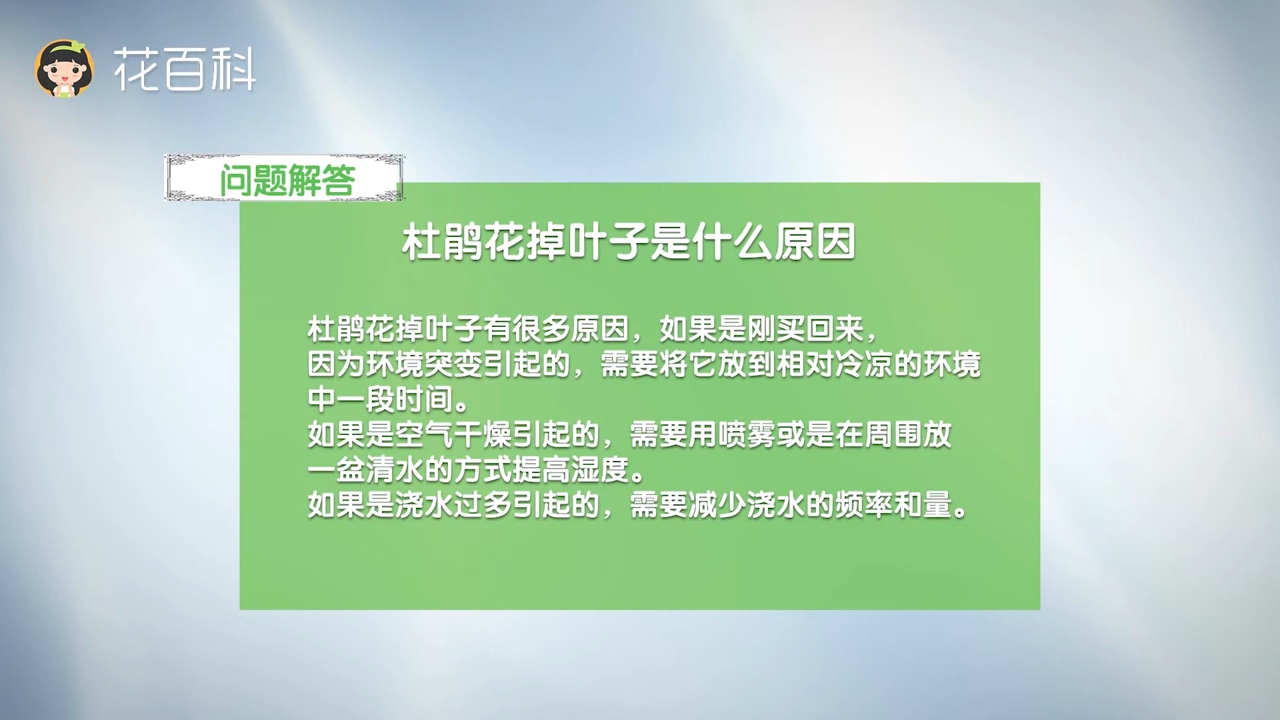 花百科
问题解答
杜鹃花掉叶子是什么原因
杜鹃花掉叶子有很多原因，如果是刚买回来，
因为环境突变引起的，需要将它放到相对冷凉的环境
中一段时间。
如果是空气干燥引起的，需要用喷雾或是在周围放
一盆清水的方式提高湿度。
如果是浇水过多引起的，需要减少浇水的频率和量。